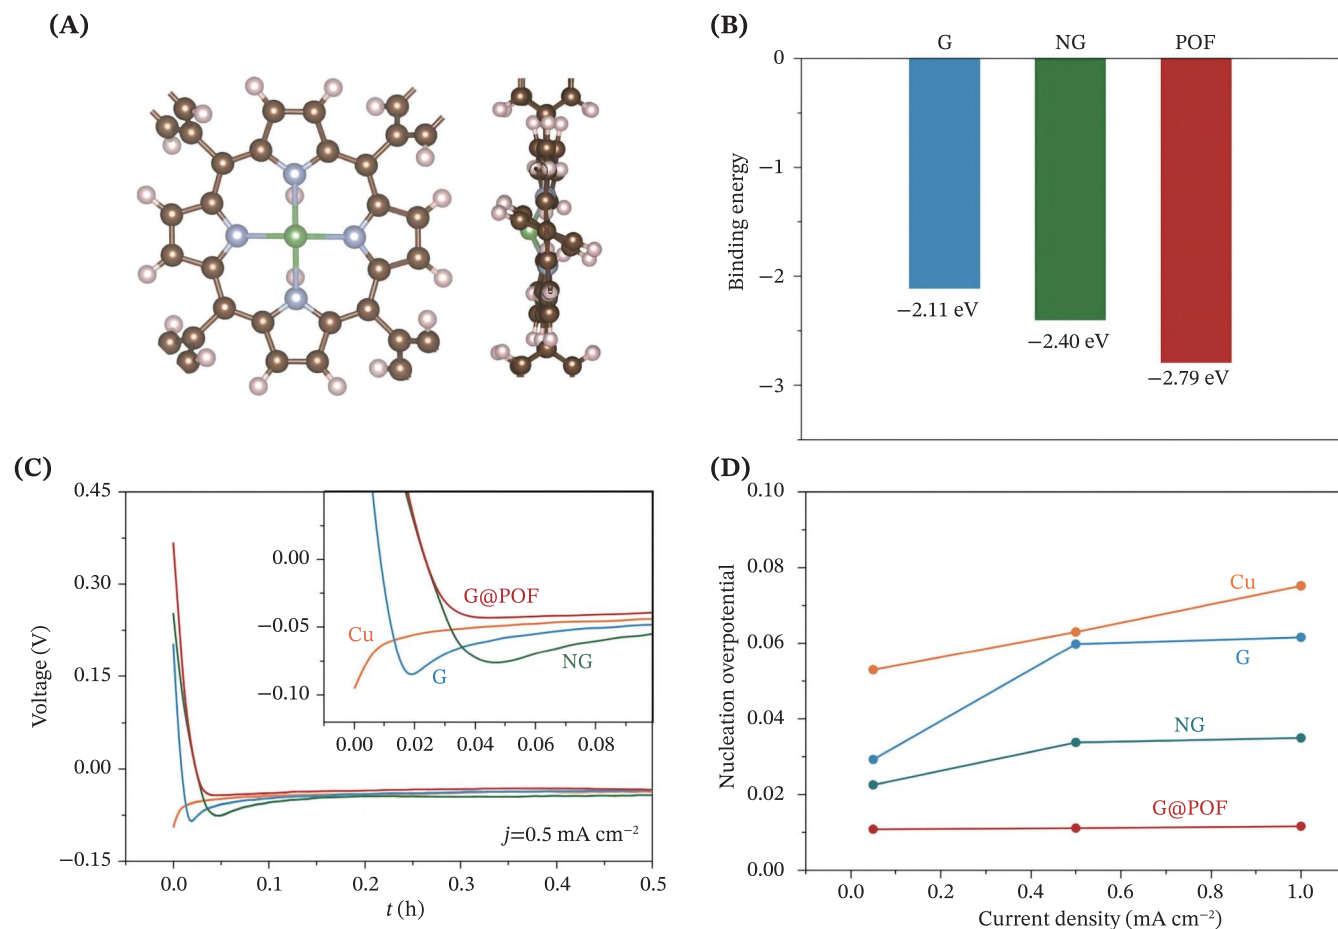 (A)
(B)
G NG POF
0
−1
−2
−3
Binding energy
−2.11 eV
−2.40 eV
−2.79 eV
(C)
0.45
0.30
0.15
0.00
−0.15
Voltage (V)
0.00
−0.05
−0.10
G@POF
Cu
G
NG
0.00 0.02 0.04 0.06 0.08
j=0.5 mA cm⁻²
0.0 0.1 0.2 0.3 0.4 0.5
t (h)
(D)
0.10
0.08
0.06
0.04
0.02
0.00
Nucleation overpotential
Cu
G
NG
G@POF
0.0 0.2 0.4 0.6 0.8 1.0
Current density (mA cm⁻²)